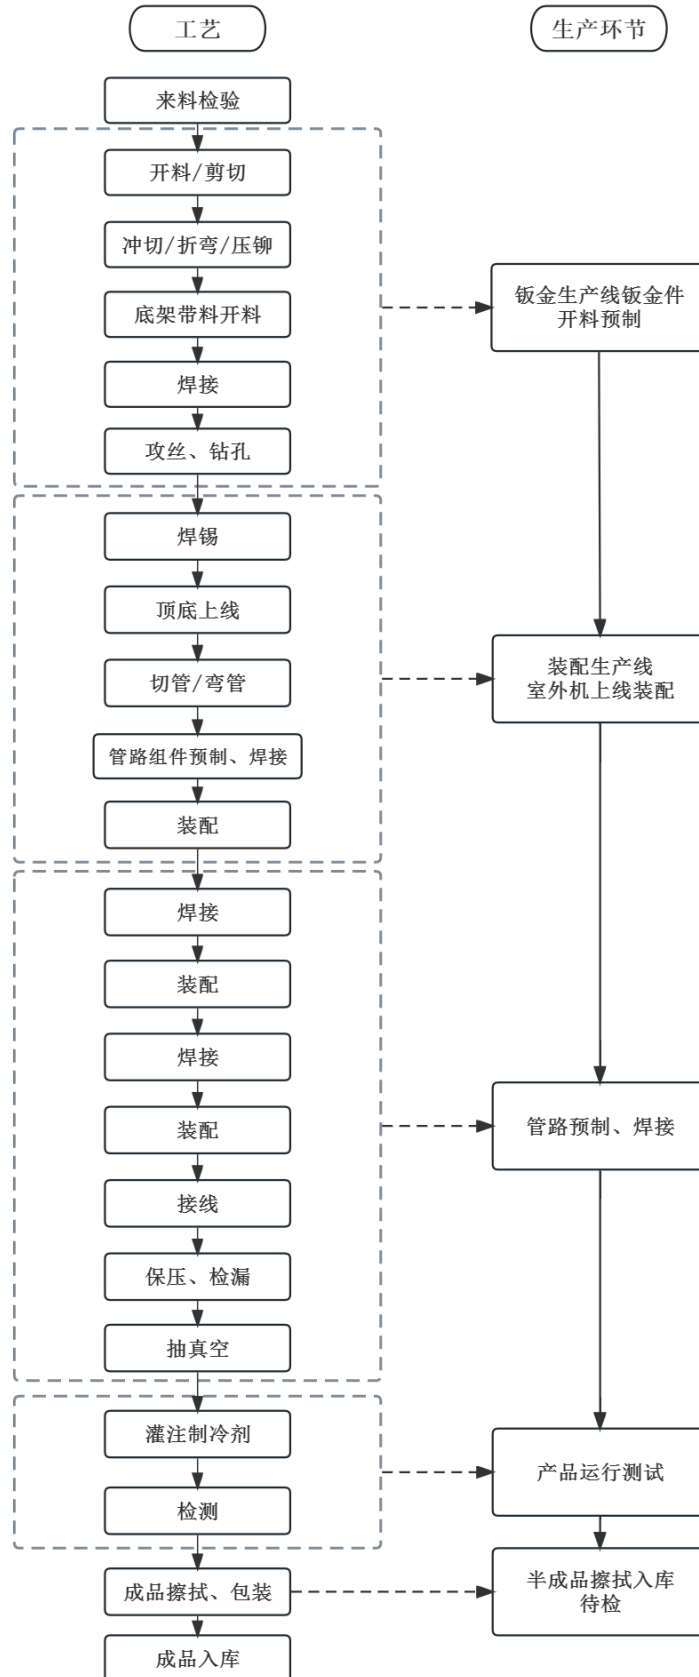 工艺
生产环节
来料检验
开料/剪切
冲切/折弯/压铆
底架带料开料
焊接
攻丝、钻孔
钣金生产线钣金件
开料预制
焊锡
顶底上线
切管/弯管
管路组件预制、焊接
装配
装配生产线
室外机上线装配
焊接
装配
焊接
装配
接线
保压、检漏
抽真空
管路预制、焊接
灌注制冷剂
检测
产品运行测试
成品擦拭、包装
半成品擦拭入库
待检
成品入库